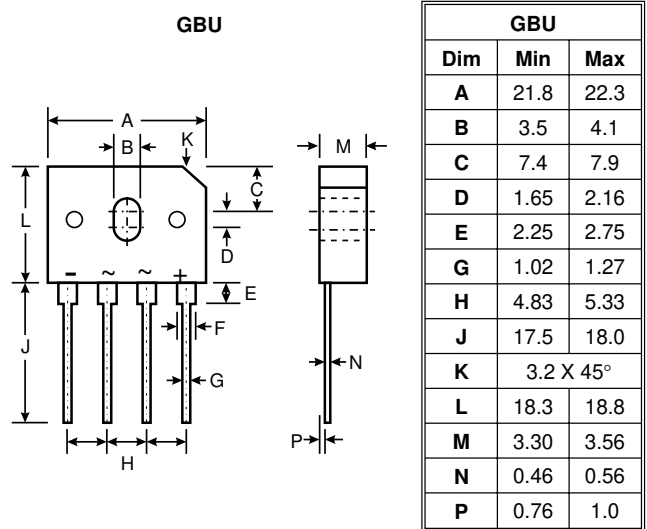 GBU
A
B
K
M
C
L
D
- ~ ~ +
E
F
J
N
G
P
H
GBU
Dim Min Max
A 21.8 22.3
B 3.5 4.1
C 7.4 7.9
D 1.65 2.16
E 2.25 2.75
G 1.02 1.27
H 4.83 5.33
J 17.5 18.0
K 3.2 X 45°
L 18.3 18.8
M 3.30 3.56
N 0.46 0.56
P 0.76 1.0